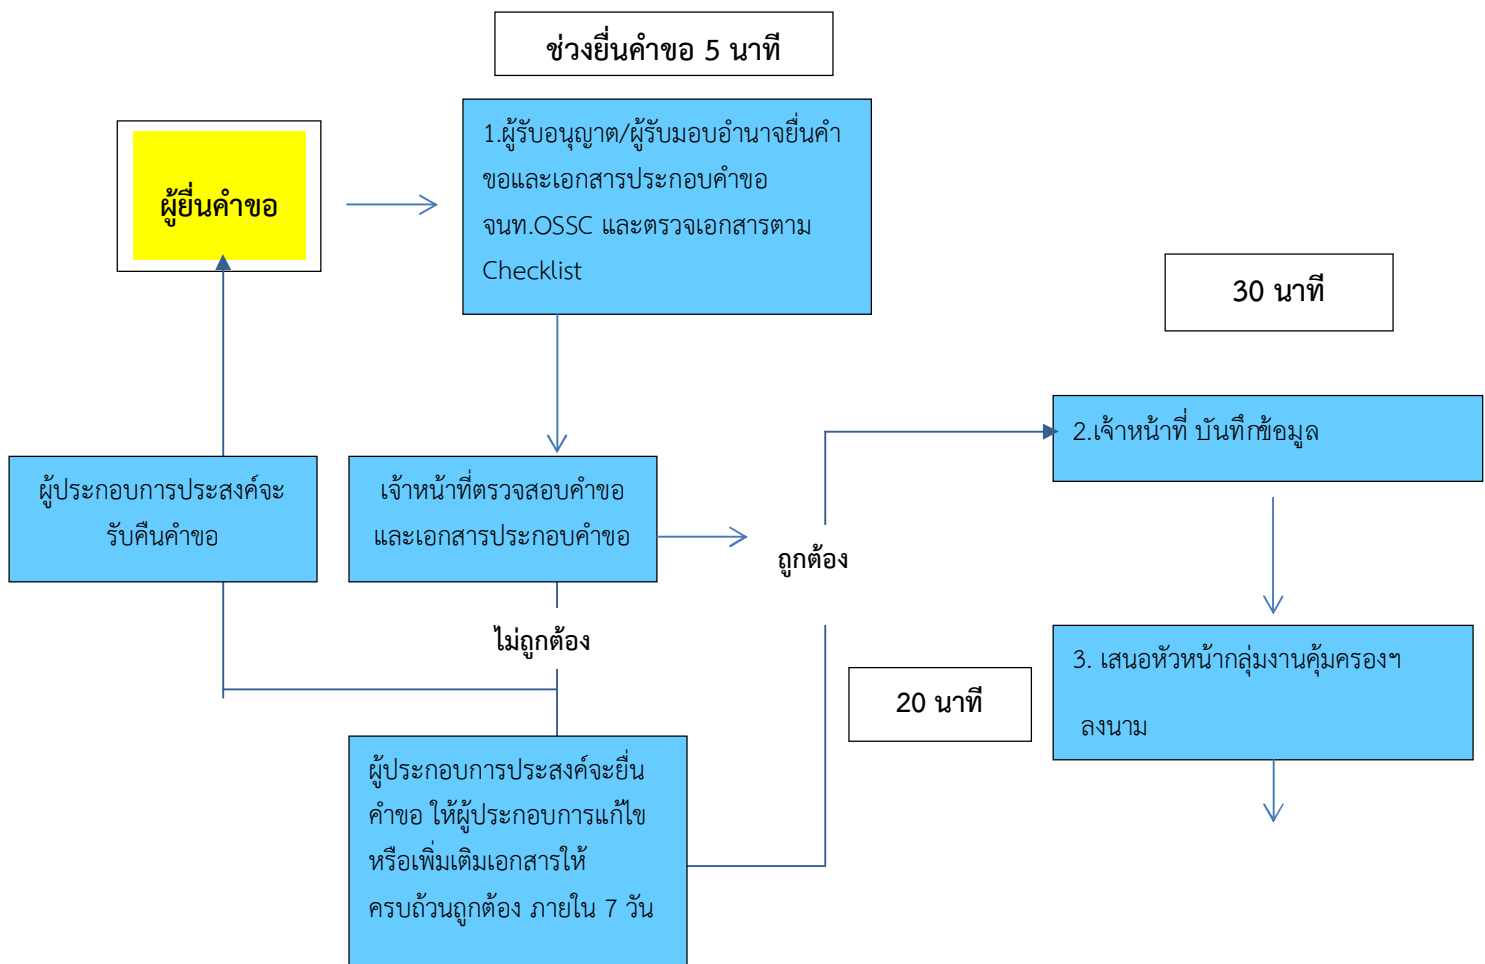 ช่วงยื่นคำขอ 5 นาที
ผู้ยื่นคำขอ
1.ผู้รับอนุญาต/ผู้รับมอบอำนาจยื่นคำ
ขอและเอกสารประกอบคำขอ
จนท.OSSC และตรวจเอกสารตาม
Checklist
30 นาที
2.เจ้าหน้าที่ บันทึกข้อมูล
ผู้ประกอบการประสงค์จะ
รับคืนคำขอ
เจ้าหน้าที่ตรวจสอบคำขอ
และเอกสารประกอบคำขอ
ถูกต้อง
ไม่ถูกต้อง
20 นาที
3. เสนอหัวหน้ากลุ่มงานคุ้มครองฯ
ลงนาม
ผู้ประกอบการประสงค์จะยื่น
คำขอ ให้ผู้ประกอบการแก้ไข
หรือเพิ่มเติมเอกสารให้
ครบถ้วนถูกต้อง ภายใน 7 วัน